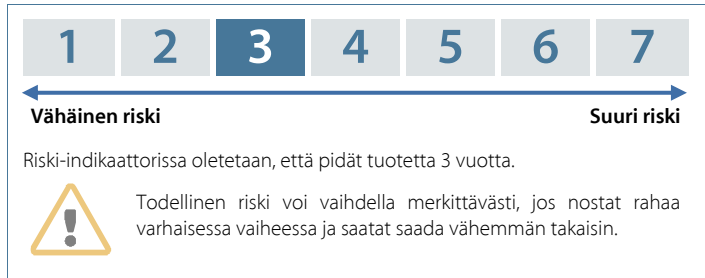 1 2 3 4 5 6 7
Vähäinen riski Suuri riski
Riski-indikaattorissa oletetaan, että pidät tuotetta 3 vuotta.
Todellinen riski voi vaihdella merkittävästi, jos nostat rahaa
varhaisessa vaiheessa ja saatat saada vähemmän takaisin.